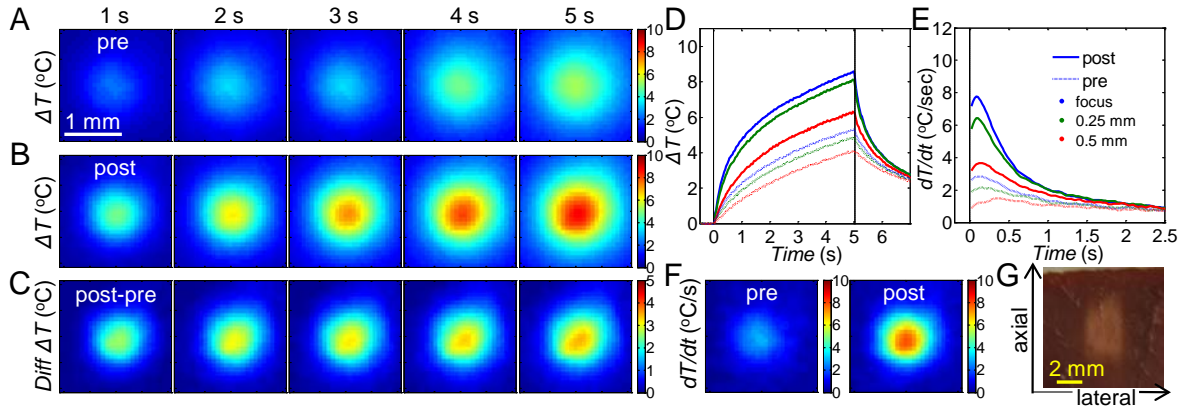 1 s 2 s 3 s 4 s 5 s
A
pre
1 mm
ΔT (°C)
10
8
6
4
2
0
B
post
ΔT (°C)
10
8
6
4
2
0
C
post-pre
Diff ΔT (°C)
5
4
3
2
1
0
D
ΔT (°C)
10
8
6
4
2
0
0 1 2 3 4 5 6
Time (s)
E
dT/dt (°C/sec)
12
10
8
6
4
2
0
post
pre
focus
0.25 mm
0.5 mm
0 0.5 1 1.5 2 2.5
Time (s)
F
dT/dt (°C/s)
pre
10
8
6
4
2
0
post
10
8
6
4
2
0
G
axial
2 mm
lateral